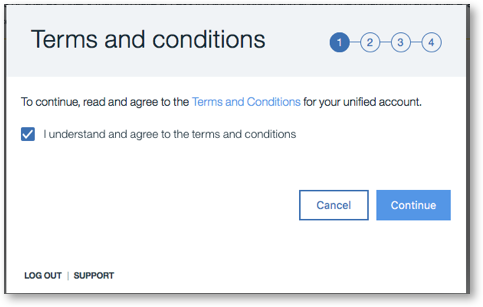 Terms and conditions
1 2 3 4
To continue, read and agree to the Terms and Conditions for your unified account.
I understand and agree to the terms and conditions
Cancel Continue
LOG OUT | SUPPORT